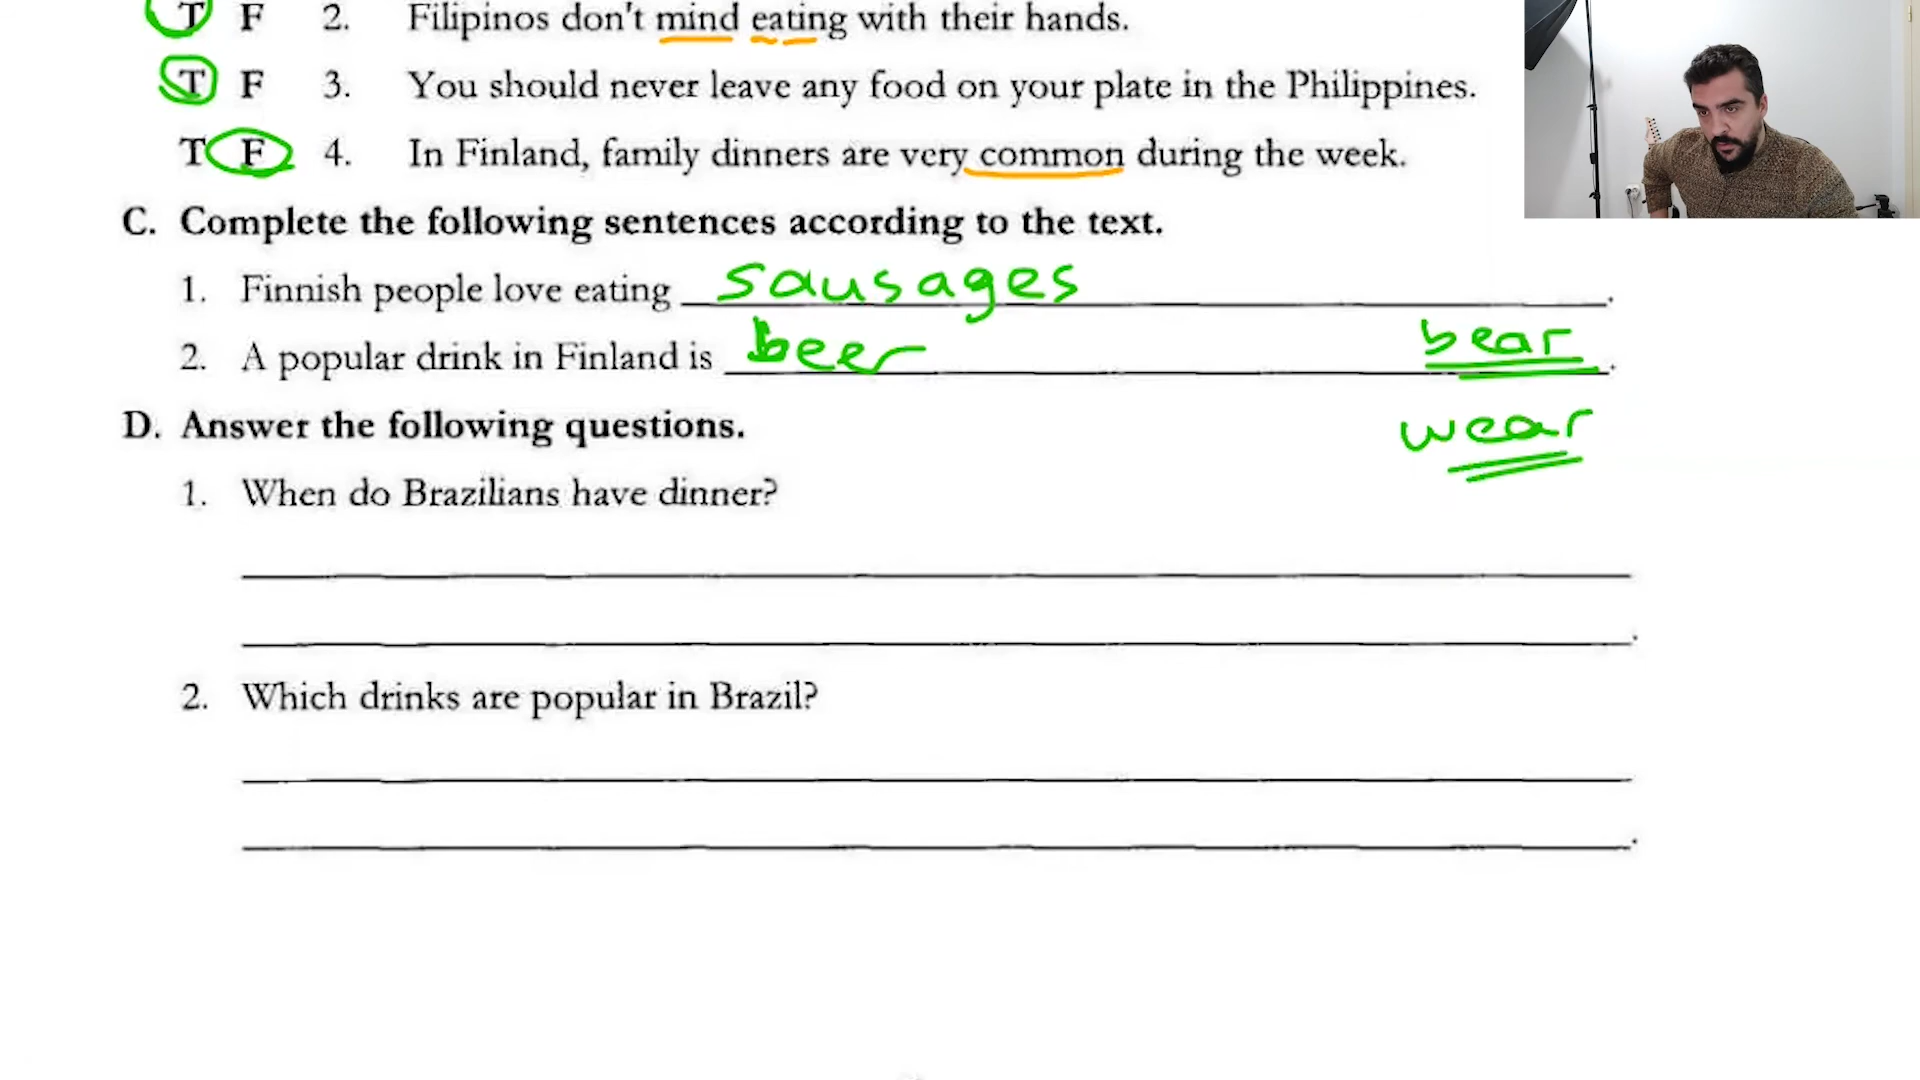 T F 2. Filipinos don't mind eating with their hands.
T F 3. You should never leave any food on your plate in the Philippines.
T F 4. In Finland, family dinners are very common during the week.
C. Complete the following sentences according to the text.
1. Finnish people love eating sausages.
2. A popular drink in Finland is beer bear.
wear
D. Answer the following questions.
1. When do Brazilians have dinner?
2. Which drinks are popular in Brazil?